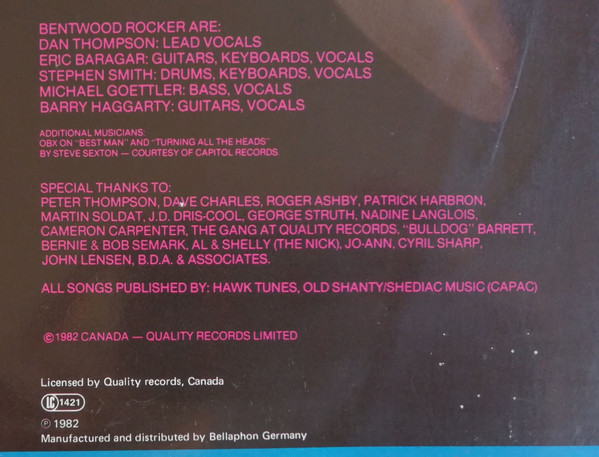 BENTWOOD ROCKER ARE:
DAN THOMPSON: LEAD VOCALS
ERIC BARAGAR: GUITARS, KEYBOARDS, VOCALS
STEPHEN SMITH: DRUMS, KEYBOARDS, VOCALS
MICHAEL GOETTLER: BASS, VOCALS
BARRY HAGGARTY: GUITARS, VOCALS
ADDITIONAL MUSICIANS:
OBX ON "BEST MAN" AND "TURNING ALL THE HEADS"
BY STEVE SEXTON — COURTESY OF CAPITOL RECORDS.
SPECIAL THANKS TO:
PETER THOMPSON, DAVE CHARLES, ROGER ASHBY, PATRICK HARBRON,
MARTIN SOLDAT, J.D. DRIS-COOL, GEORGE STRUTH, NADINE LANGLOIS,
CAMERON CARPENTER, THE GANG AT QUALITY RECORDS, "BULLDOG" BARRETT,
BERNIE & BOB SEMARK, AL & SHELLY (THE NICK), JO-ANN, CYRIL SHARP,
JOHN LENSEN, B.D.A. & ASSOCIATES.
ALL SONGS PUBLISHED BY: HAWK TUNES, OLD SHANTY/SHEDIAC MUSIC (CAPAC)
©1982 CANADA — QUALITY RECORDS LIMITED
Licensed by Quality records, Canada
LC 1421
℗ 1982
Manufactured and distributed by Bellaphon Germany